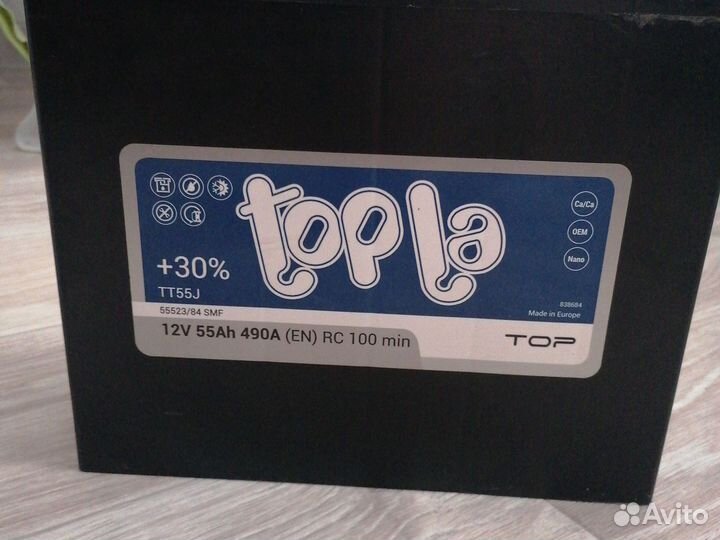 topla
+30%
TT55J
55523/84 SMF
12V 55Ah 490A (EN) RC 100 min
Ca/Ca
OEM
Nano
838684
Made in Europe
TOP
Avito